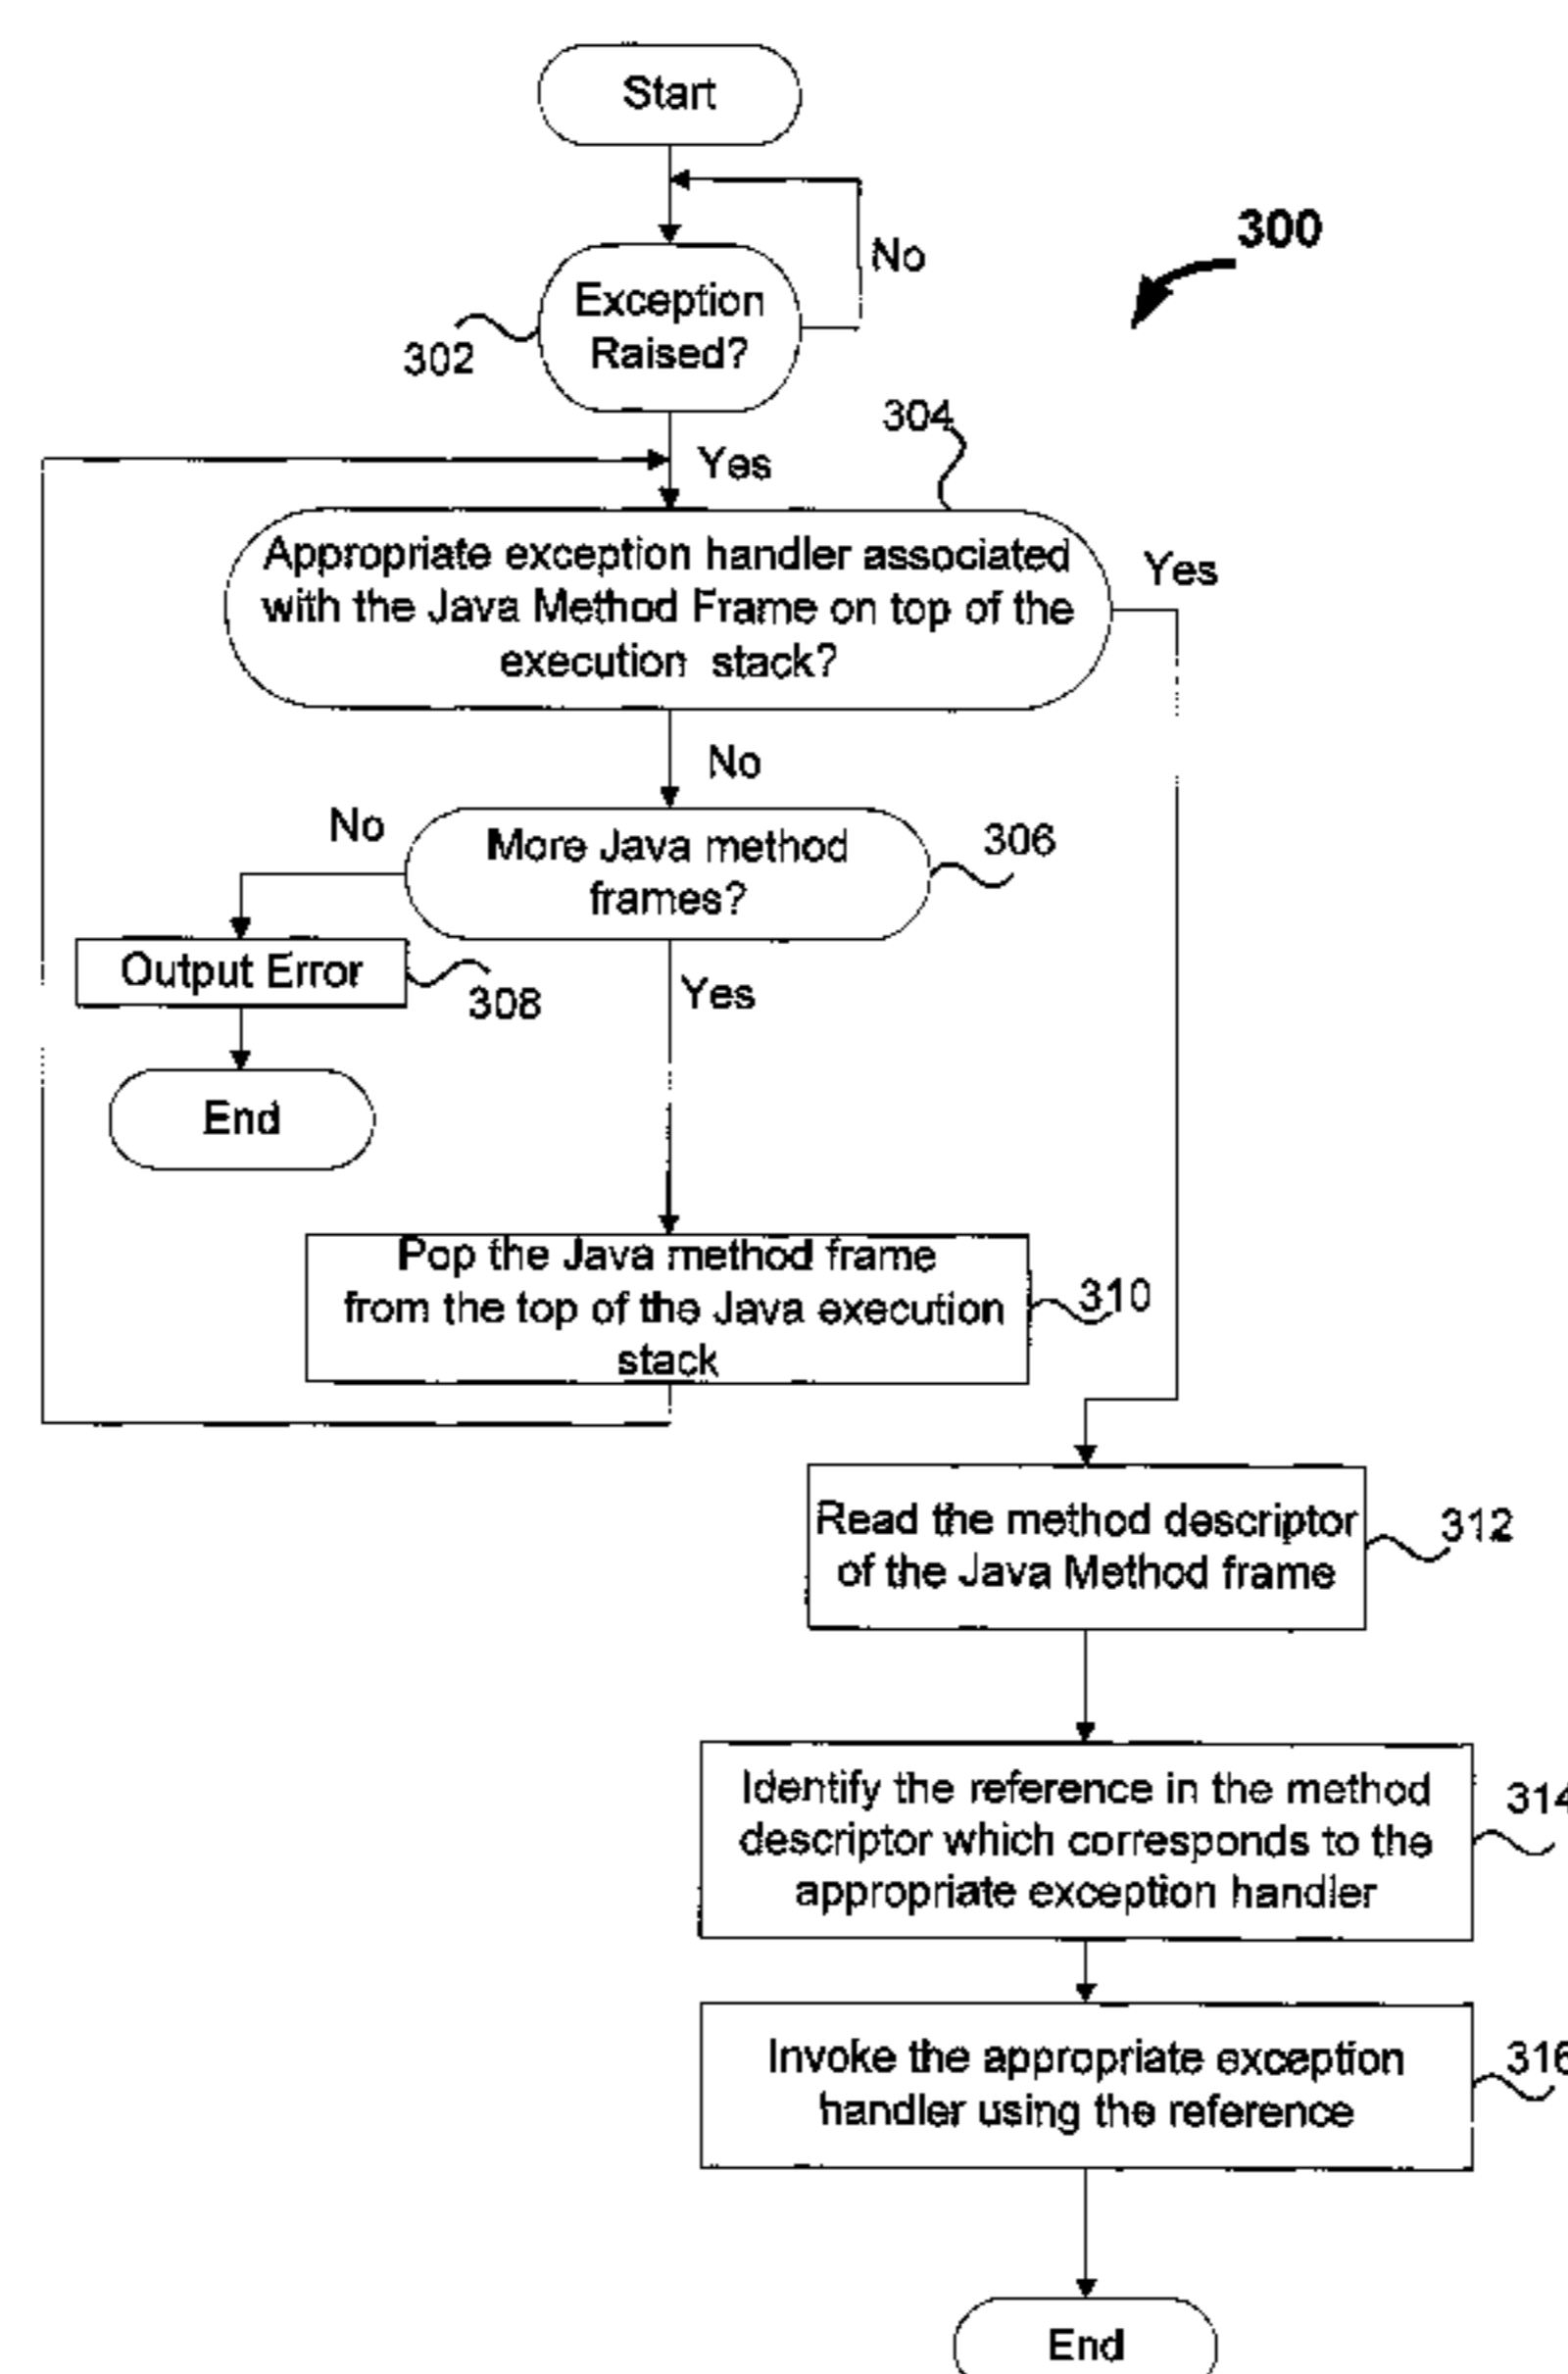 Start
300
No
Exception
Raised?
302
304
Yes
Appropriate exception handler associated
with the Java Method Frame on top of the
execution stack?
Yes
No
No
More Java method
frames?
306
Output Error
308
Yes
End
Pop the Java method frame
from the top of the Java execution
stack
310
Read the method descriptor
of the Java Method frame
312
Identify the reference in the method
descriptor which corresponds to the
appropriate exception handler
314
Invoke the appropriate exception
handler using the reference
316
End